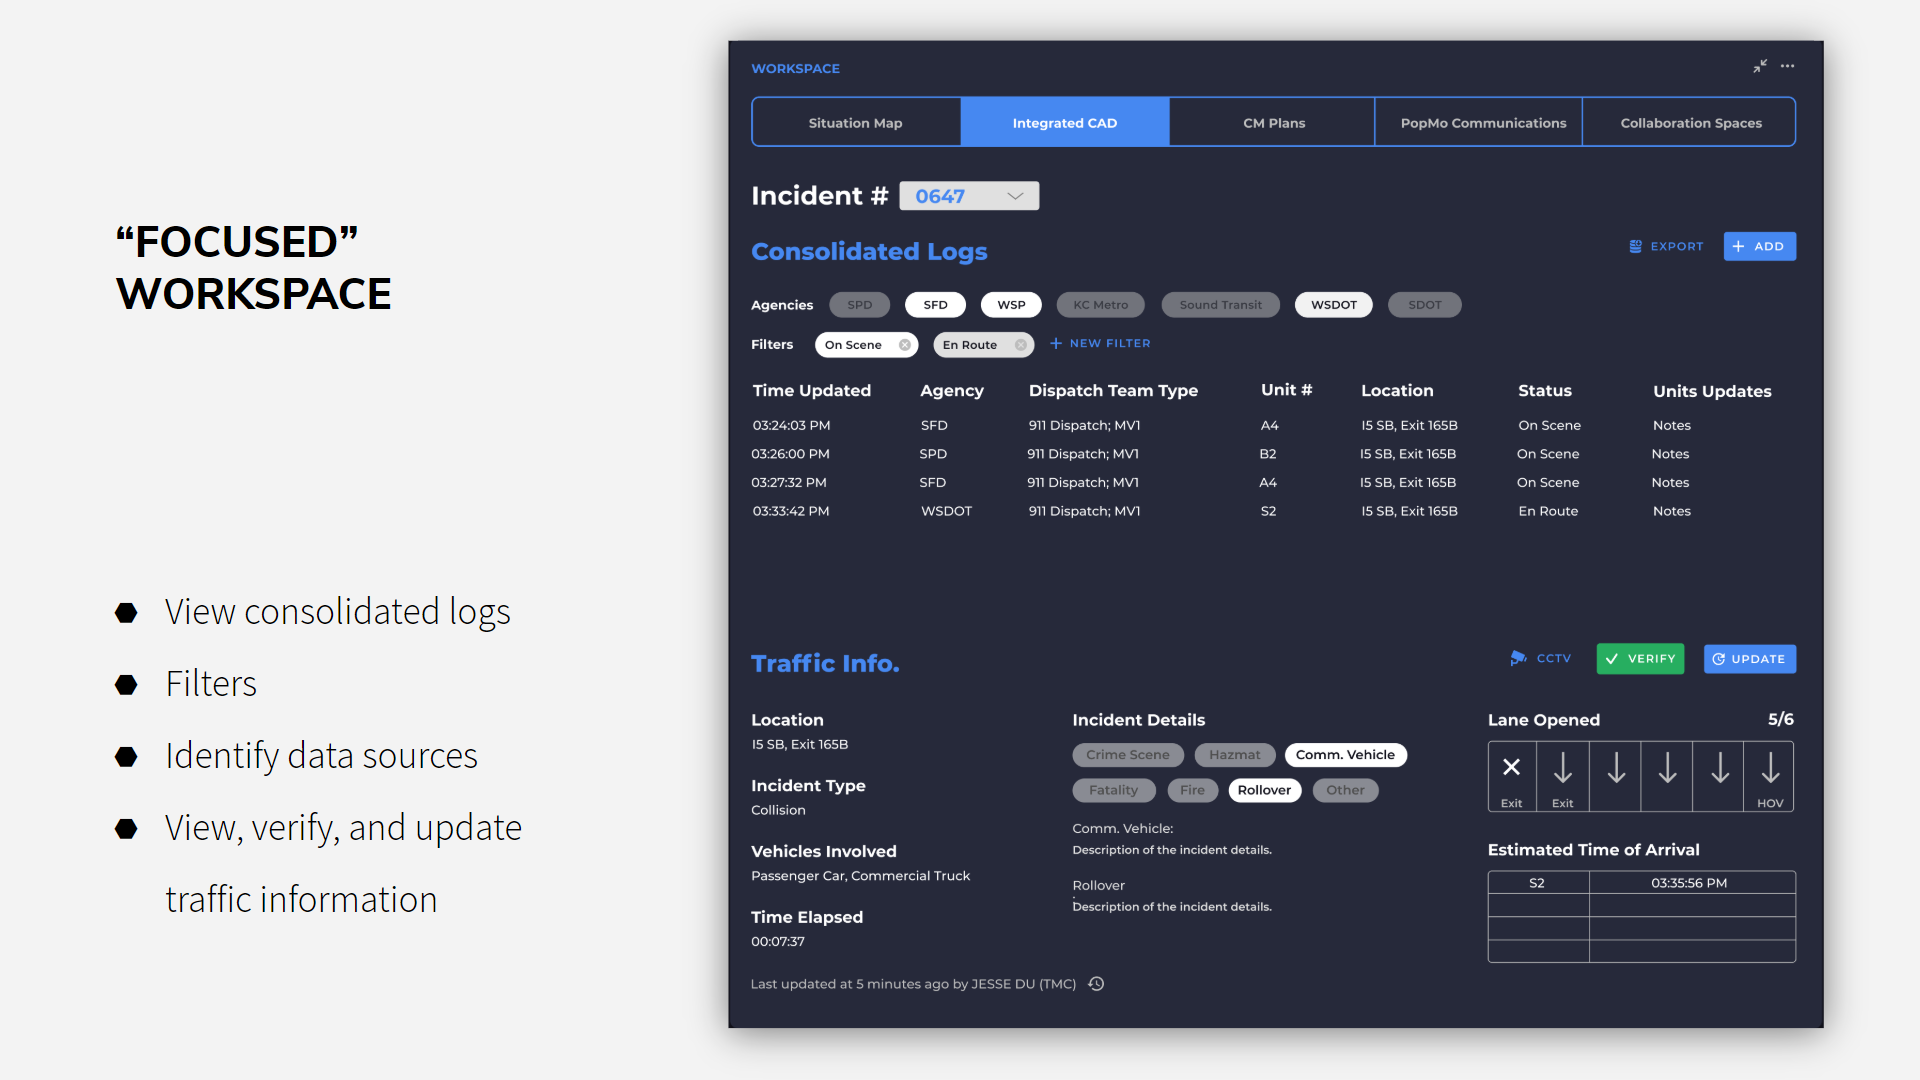 “FOCUSED”
WORKSPACE
View consolidated logs
Filters
Identify data sources
View, verify, and update
traffic information
WORKSPACE
Situation Map Integrated CAD CM Plans PopMo Communications Collaboration Spaces
Incident # 0647
Consolidated Logs EXPORT + ADD
Agencies SPD SFD WSP KC Metro Sound Transit WSDOT SDOT
Filters On Scene En Route + NEW FILTER
Time Updated Agency Dispatch Team Type Unit # Location Status Units Updates
03:24:03 PM SFD 911 Dispatch; MV1 A4 I5 SB, Exit 165B On Scene Notes
03:26:00 PM SPD 911 Dispatch; MV1 B2 I5 SB, Exit 165B On Scene Notes
03:27:32 PM SFD 911 Dispatch; MV1 A4 I5 SB, Exit 165B On Scene Notes
03:33:42 PM WSDOT 911 Dispatch; MV1 S2 I5 SB, Exit 165B En Route Notes
Traffic Info. CCTV VERIFY UPDATE
Location
I5 SB, Exit 165B
Incident Type
Collision
Vehicles Involved
Passenger Car, Commercial Truck
Time Elapsed
00:07:37
Incident Details
Crime Scene Hazmat Comm. Vehicle
Fatality Fire Rollover Other
Comm. Vehicle:
Description of the incident details.
Rollover
:
Description of the incident details.
Lane Opened 5/6
Exit Exit HOV
Estimated Time of Arrival
S2 03:35:56 PM
Last updated at 5 minutes ago by JESSE DU (TMC)